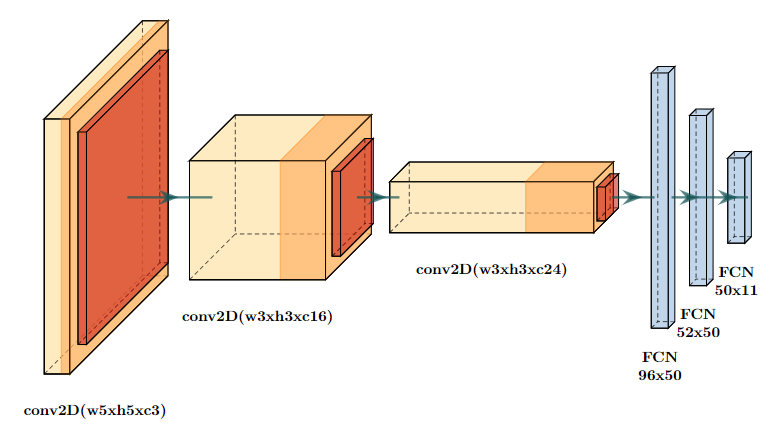 conv2D(w5xh5xc3)
conv2D(w3xh3xc16)
conv2D(w3xh3xc24)
FCN
96x50
FCN
52x50
FCN
50x11